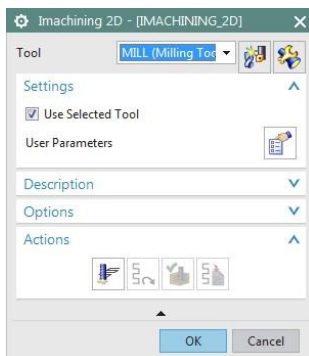 Imachining 2D - [IMACHINING_2D]
Tool MILL (Milling Too
Settings
Use Selected Tool
User Parameters
Description
Options
Actions
OK Cancel